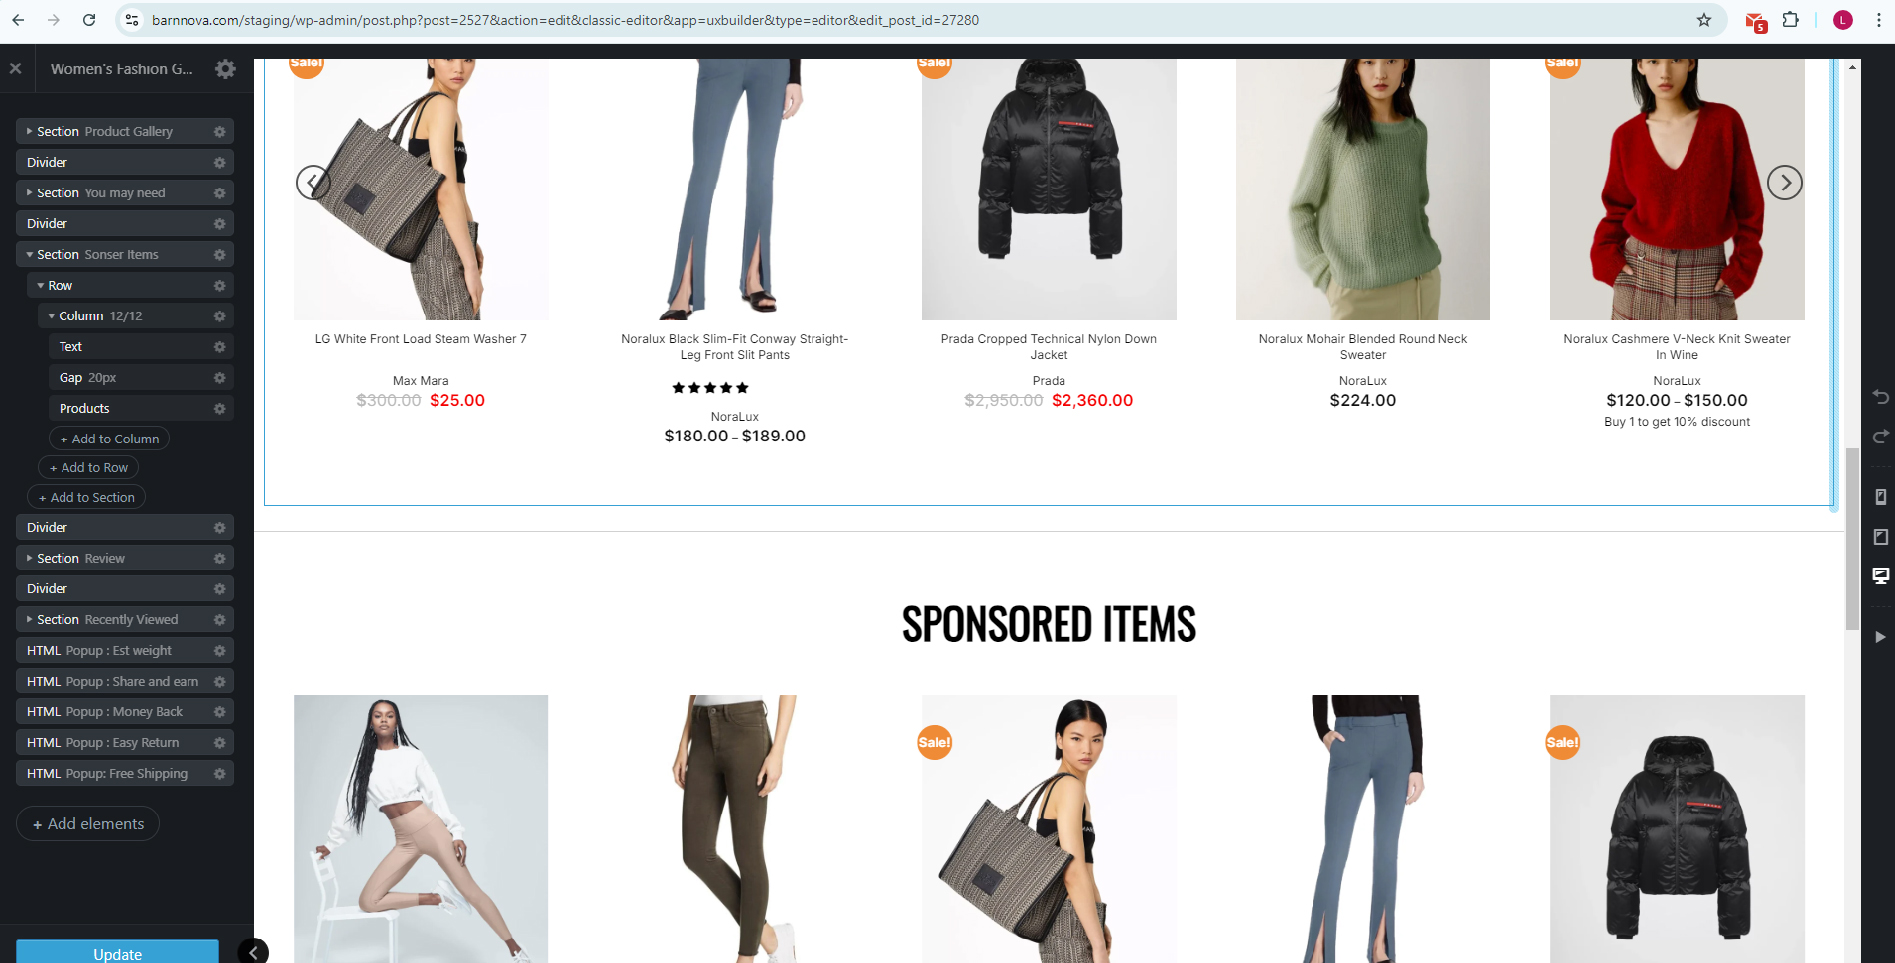 barnnova.com/staging/wp-admin/post.php?post=2527&action=edit&classic-editor&app=uxbuilder&type=editor&edit_post_id=27280
5
L
Women's Fashion G...
Section Product Gallery
Divider
Section You may need
Divider
Section Sonser Items
Row
Column 12/12
Text
Gap 20px
Products
+ Add to Column
+ Add to Row
+ Add to Section
Divider
Section Review
Divider
Section Recently Viewed
HTML Popup : Est weight
HTML Popup : Share and earn
HTML Popup : Money Back
HTML Popup : Easy Return
HTML Popup: Free Shipping
+ Add elements
Update
Sale!
Sale!
Sale!
LG White Front Load Steam Washer 7
Max Mara
$300.00 $25.00
Noralux Black Slim-Fit Conway Straight-
Leg Front Slit Pants
NoraLux
$180.00 – $189.00
Prada Cropped Technical Nylon Down
Jacket
Prada
$2,950.00 $2,360.00
Noralux Mohair Blended Round Neck
Sweater
NoraLux
$224.00
Noralux Cashmere V-Neck Knit Sweater
In Wine
NoraLux
$120.00 – $150.00
Buy 1 to get 10% discount
SPONSORED ITEMS
Sale!
Sale!